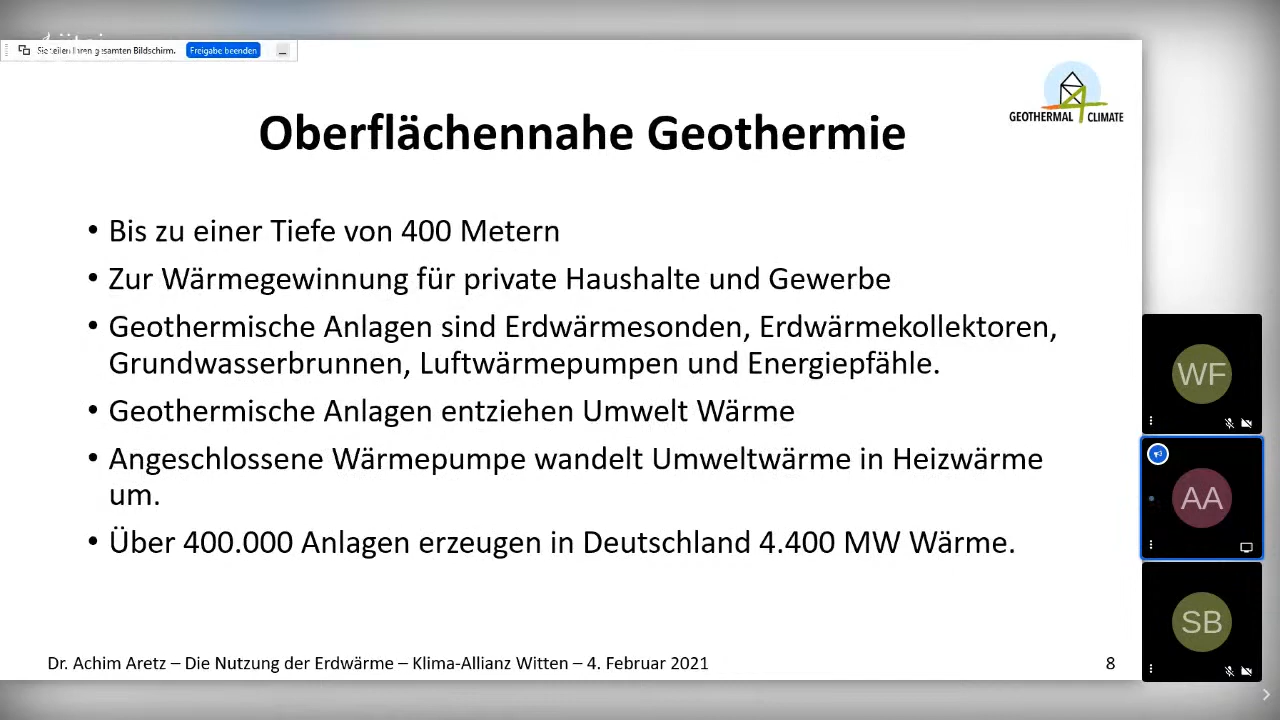 Sie teilen Ihren gesamten Bildschirm.
Freigabe beenden
GEOTHERMAL 4 CLIMATE
Oberflächennahe Geothermie
• Bis zu einer Tiefe von 400 Metern
• Zur Wärmegewinnung für private Haushalte und Gewerbe
• Geothermische Anlagen sind Erdwärmesonden, Erdwärmekollektoren,
Grundwasserbrunnen, Luftwärmepumpen und Energiepfähle.
• Geothermische Anlagen entziehen Umwelt Wärme
• Angeschlossene Wärmepumpe wandelt Umweltwärme in Heizwärme
um.
• Über 400.000 Anlagen erzeugen in Deutschland 4.400 MW Wärme.
WF
AA
SB
Dr. Achim Aretz – Die Nutzung der Erdwärme – Klima-Allianz Witten – 4. Februar 2021
8